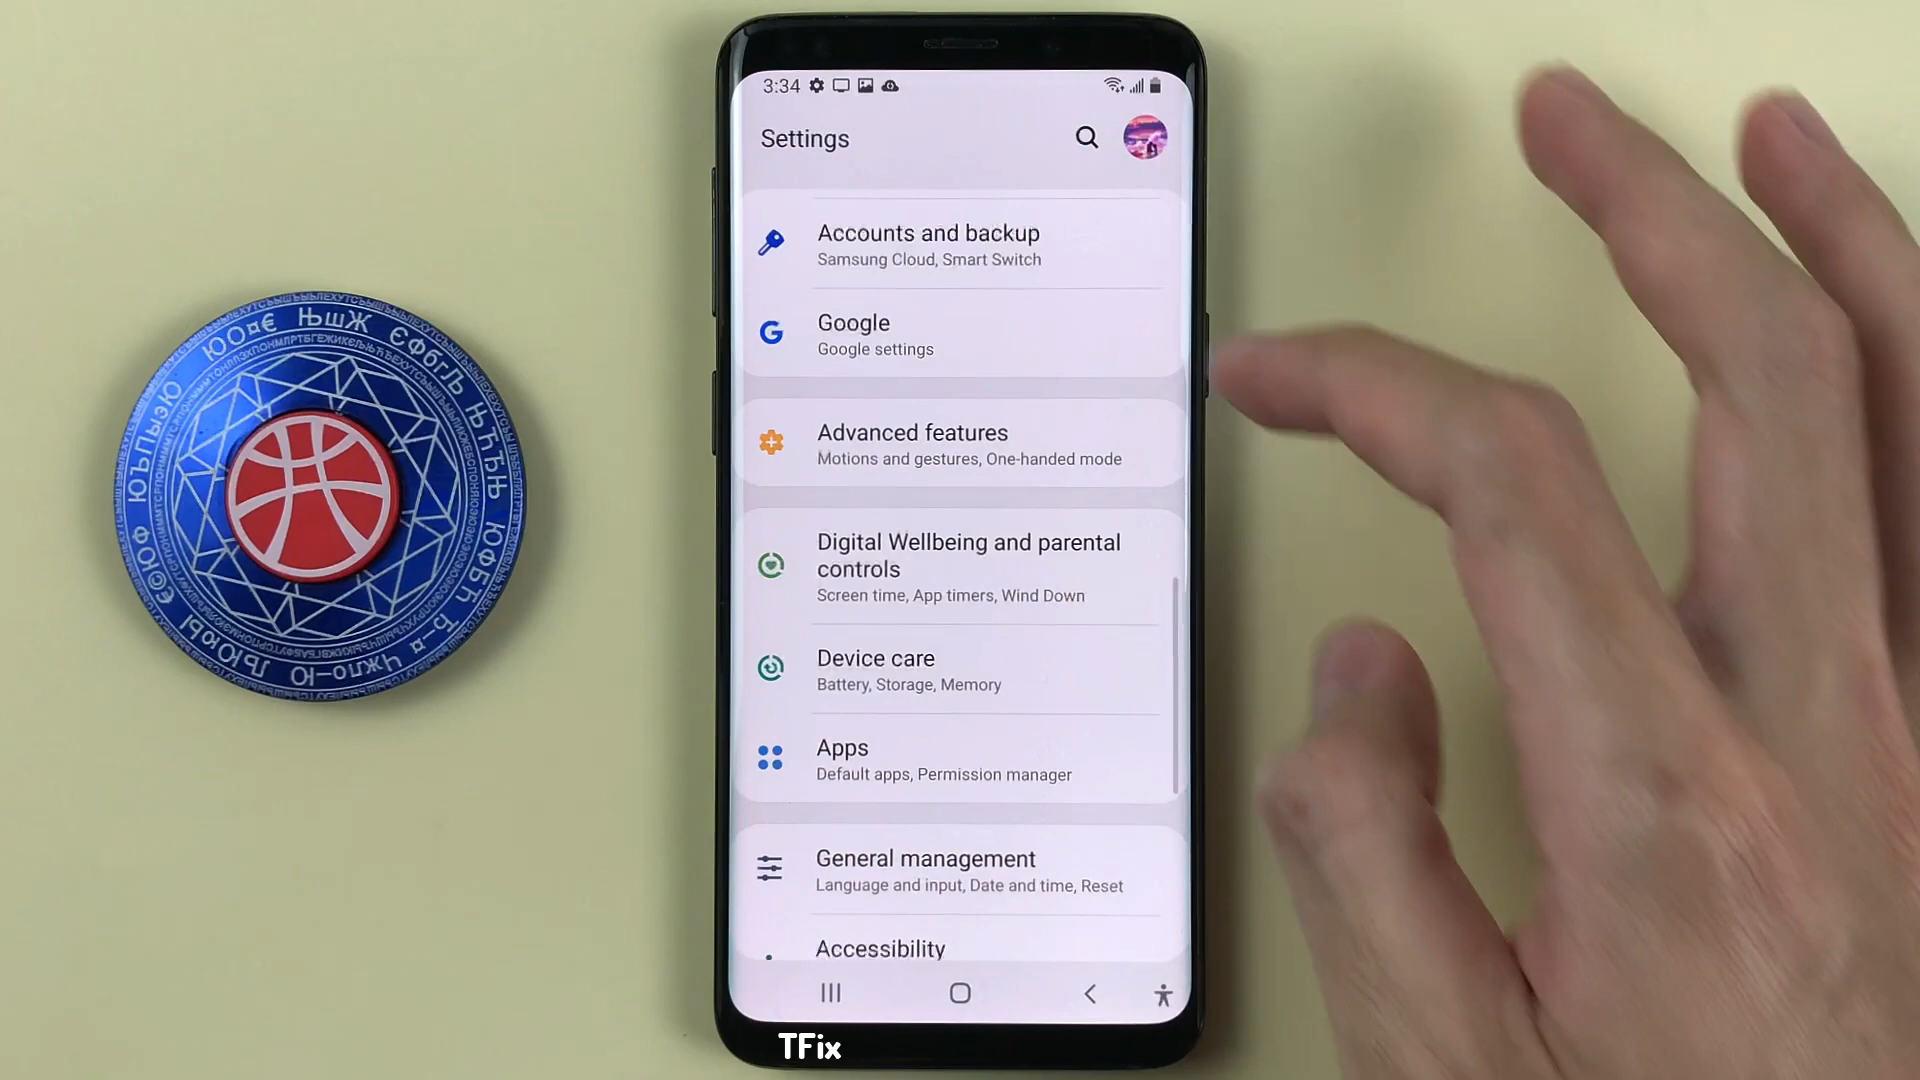 3:34
Settings
Accounts and backup
Samsung Cloud, Smart Switch
G
Google
Google settings
Advanced features
Motions and gestures, One-handed mode
Digital Wellbeing and parental
controls
Screen time, App timers, Wind Down
Device care
Battery, Storage, Memory
Apps
Default apps, Permission manager
General management
Language and input, Date and time, Reset
Accessibility
TFix